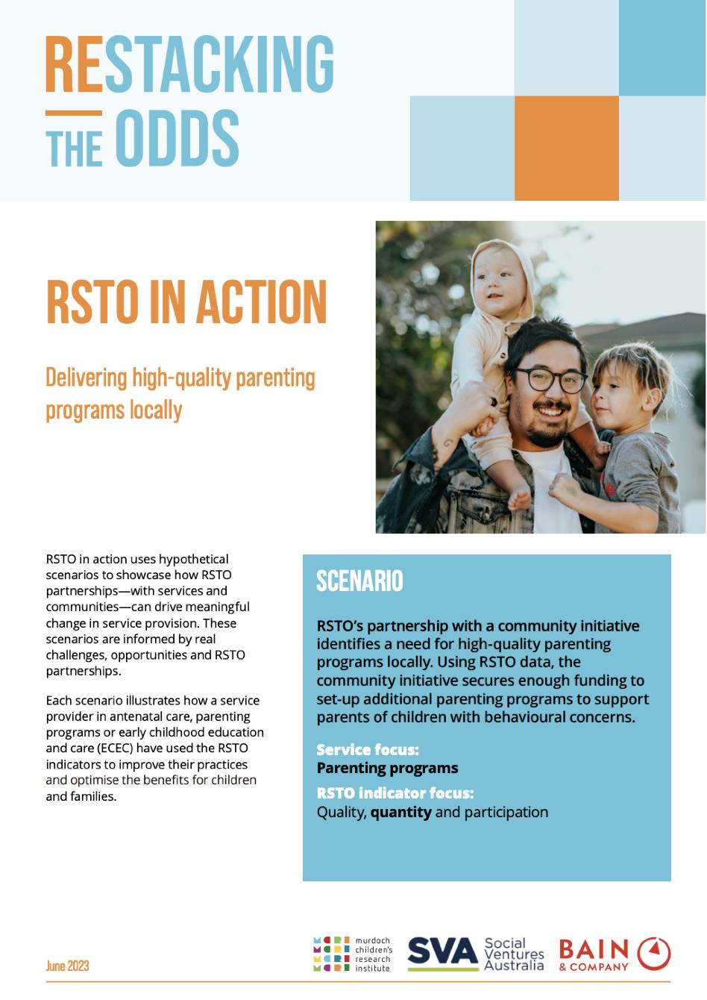 RESTACKING
THE ODDS
RSTO IN ACTION
Delivering high-quality parenting
programs locally
RSTO in action uses hypothetical
scenarios to showcase how RSTO
partnerships—with services and
communities—can drive meaningful
change in service provision. These
scenarios are informed by real
challenges, opportunities and RSTO
partnerships.
Each scenario illustrates how a service
provider in antenatal care, parenting
programs or early childhood education
and care (ECEC) have used the RSTO
indicators to improve their practices
and optimise the benefits for children
and families.
SCENARIO
RSTO’s partnership with a community initiative
identifies a need for high-quality parenting
programs locally. Using RSTO data, the
community initiative secures enough funding to
set-up additional parenting programs to support
parents of children with behavioural concerns.
Service focus:
Parenting programs
RSTO indicator focus:
Quality, quantity and participation
June 2023
MCRI
murdoch
children’s
research
institute
SVA
Social
Ventures
Australia
BAIN
& COMPANY